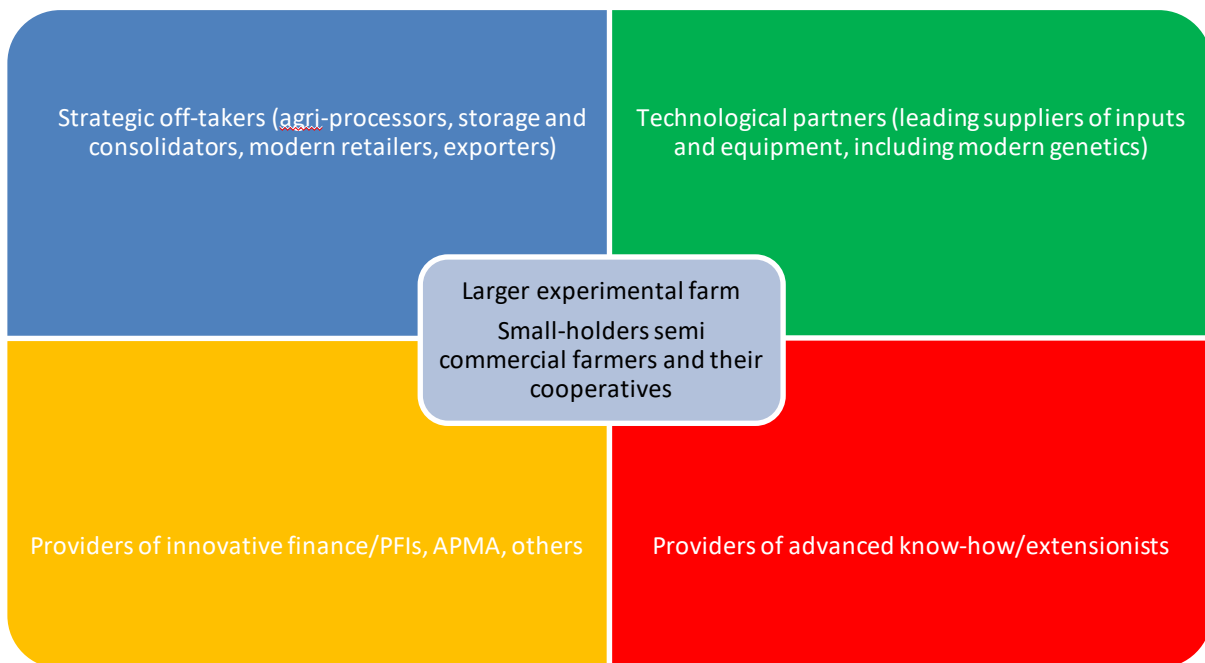 Strategic off-takers (agri-processors, storage and
consolidators, modern retailers, exporters)
Technological partners (leading suppliers of inputs
and equipment, including modern genetics)
Larger experimental farm
Small-holders semi
commercial farmers and their
cooperatives
Providers of innovative finance/PFIs, APMA, others
Providers of advanced know-how/extensionists